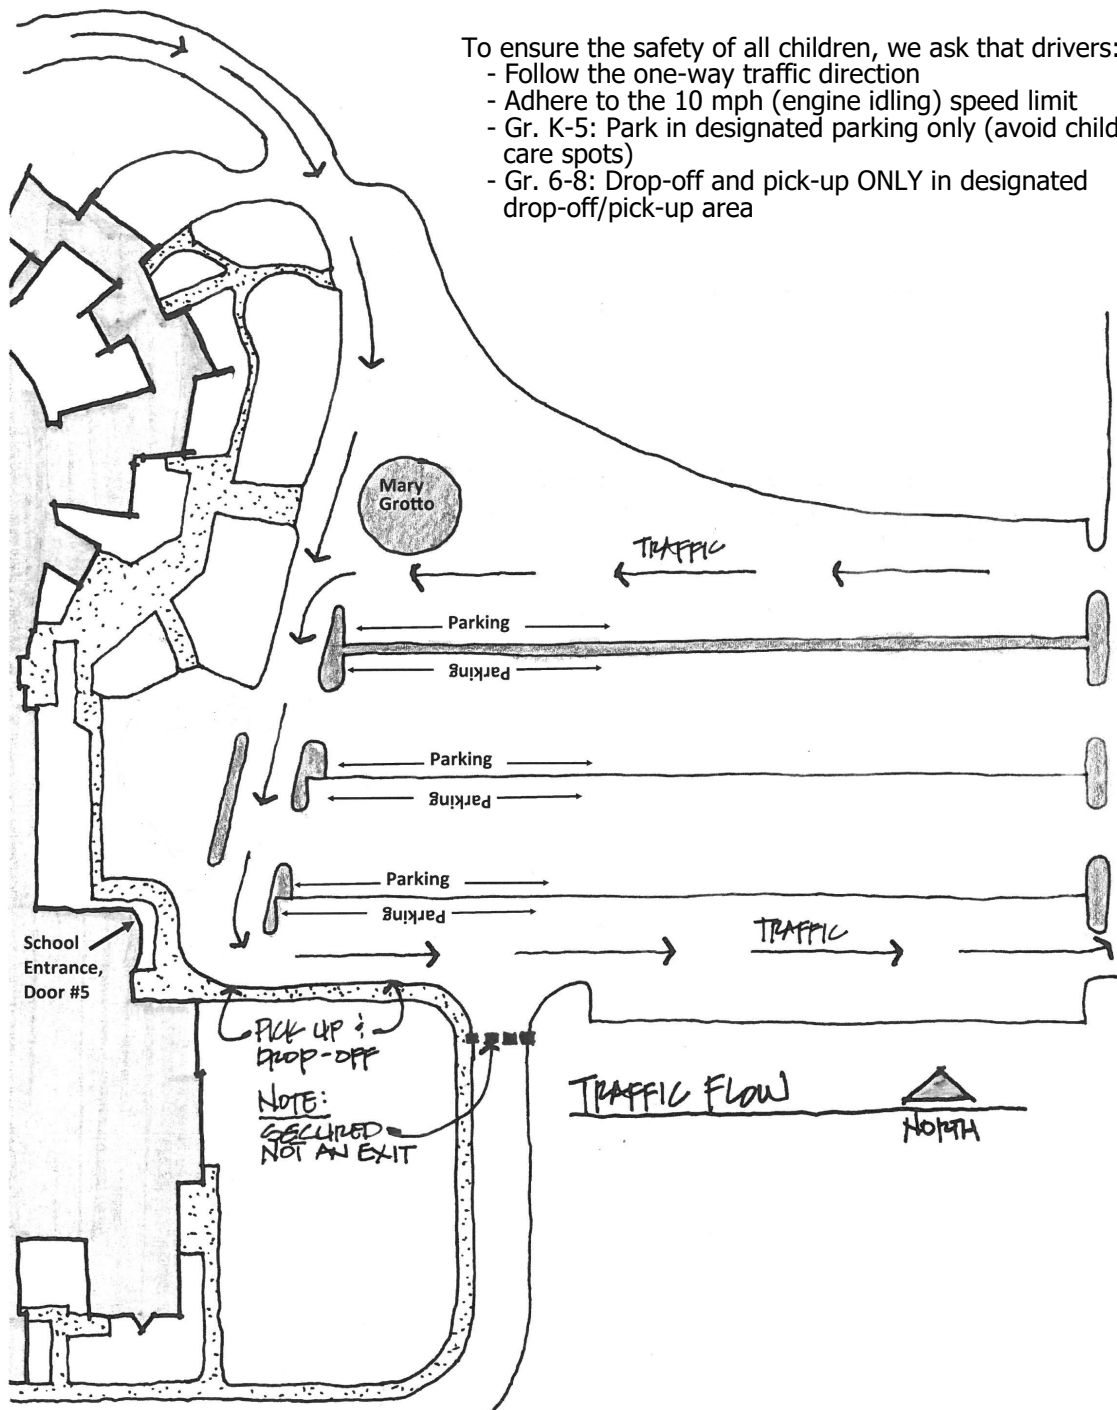 To ensure the safety of all children, we ask that drivers:
- Follow the one-way traffic direction
- Adhere to the 10 mph (engine idling) speed limit
- Gr. K-5: Park in designated parking only (avoid child
care spots)
- Gr. 6-8: Drop-off and pick-up ONLY in designated
drop-off/pick-up area
Mary
Grotto
TRAFFIC
Parking
Parking
Parking
Parking
Parking
Parking
TRAFFIC
School
Entrance,
Door #5
PICK UP &
DROP-OFF
NOTE:
SECURED
NOT AN EXIT
TRAFFIC FLOW
NORTH